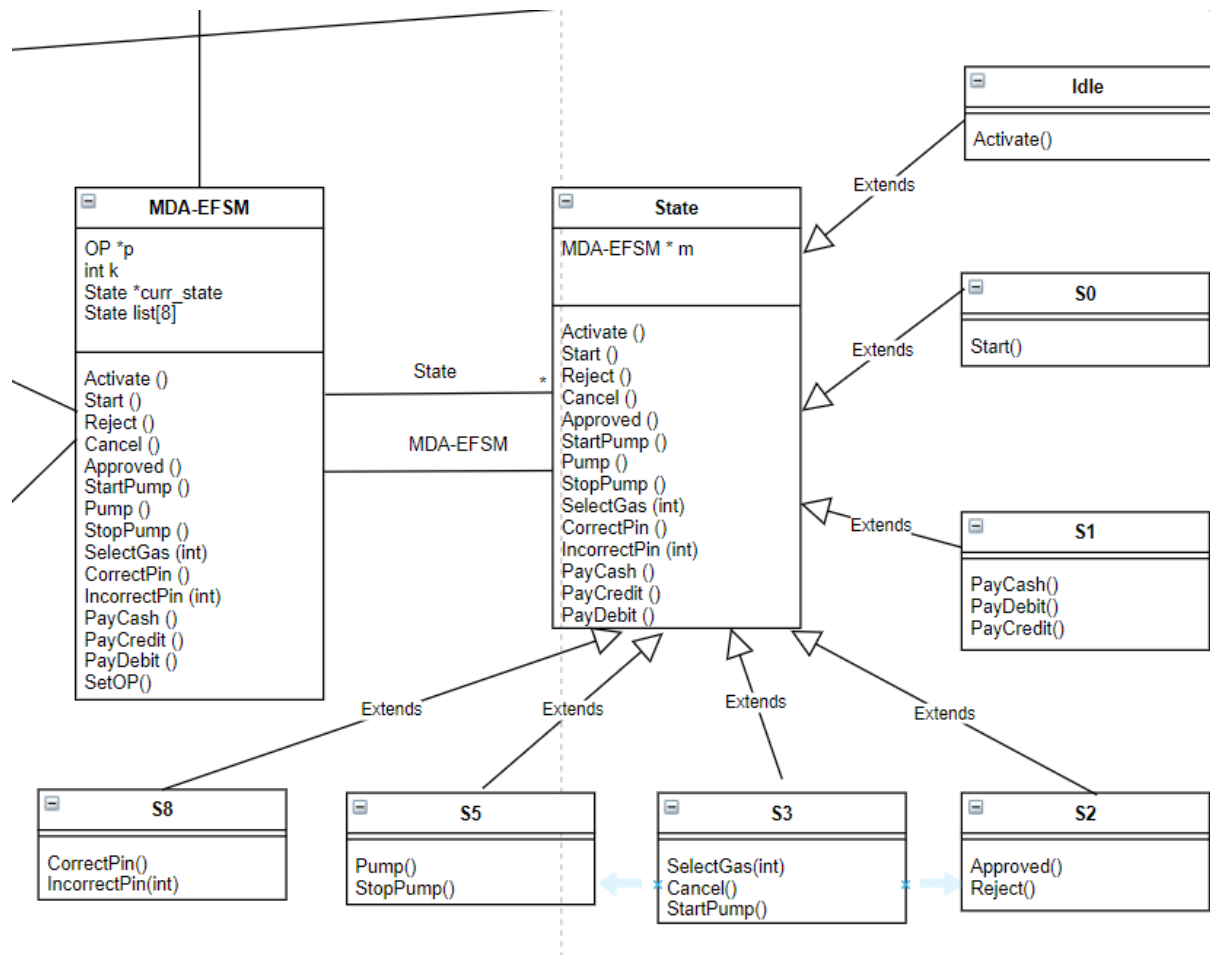 Idle
Activate()
Extends
MDA-EFSM
OP *p
int k
State *curr_state
State list[8]
Activate ()
Start ()
Reject ()
Cancel ()
Approved ()
StartPump ()
Pump ()
StopPump ()
SelectGas (int)
CorrectPin ()
IncorrectPin (int)
PayCash ()
PayCredit ()
PayDebit ()
SetOP()
State
*
MDA-EFSM
State
MDA-EFSM * m
Activate ()
Start ()
Reject ()
Cancel ()
Approved ()
StartPump ()
Pump ()
StopPump ()
SelectGas (int)
CorrectPin ()
IncorrectPin (int)
PayCash ()
PayCredit ()
PayDebit ()
S0
Start()
Extends
S1
PayCash()
PayDebit()
PayCredit()
Extends
Extends
Extends
Extends
Extends
S8
CorrectPin()
IncorrectPin(int)
S5
Pump()
StopPump()
S3
SelectGas(int)
Cancel()
StartPump()
S2
Approved()
Reject()